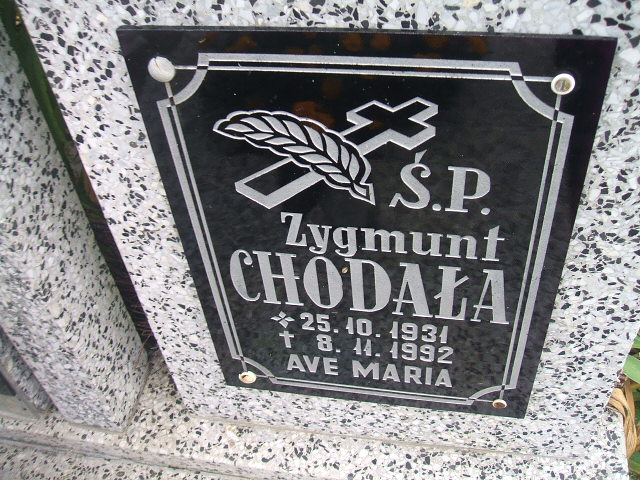 Ś.P.
Zygmunt
CHODAŁA
25.10.1931
8.11.1992
AVE MARIA